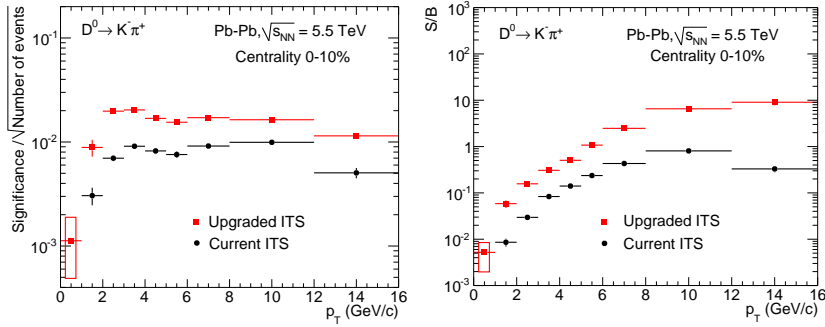 D⁰→ K⁻π⁺
Pb-Pb,√s_NN = 5.5 TeV
Centrality 0-10%
Significance /√Number of events
10⁻¹
10⁻²
10⁻³
Upgraded ITS
Current ITS
0 2 4 6 8 10 12 14 16
p_T (GeV/c)
D⁰→ K⁻π⁺
Pb-Pb,√s_NN = 5.5 TeV
Centrality 0-10%
S/B
10³
10²
10
1
10⁻¹
10⁻²
10⁻³
Upgraded ITS
Current ITS
0 2 4 6 8 10 12 14 16
p_T (GeV/c)